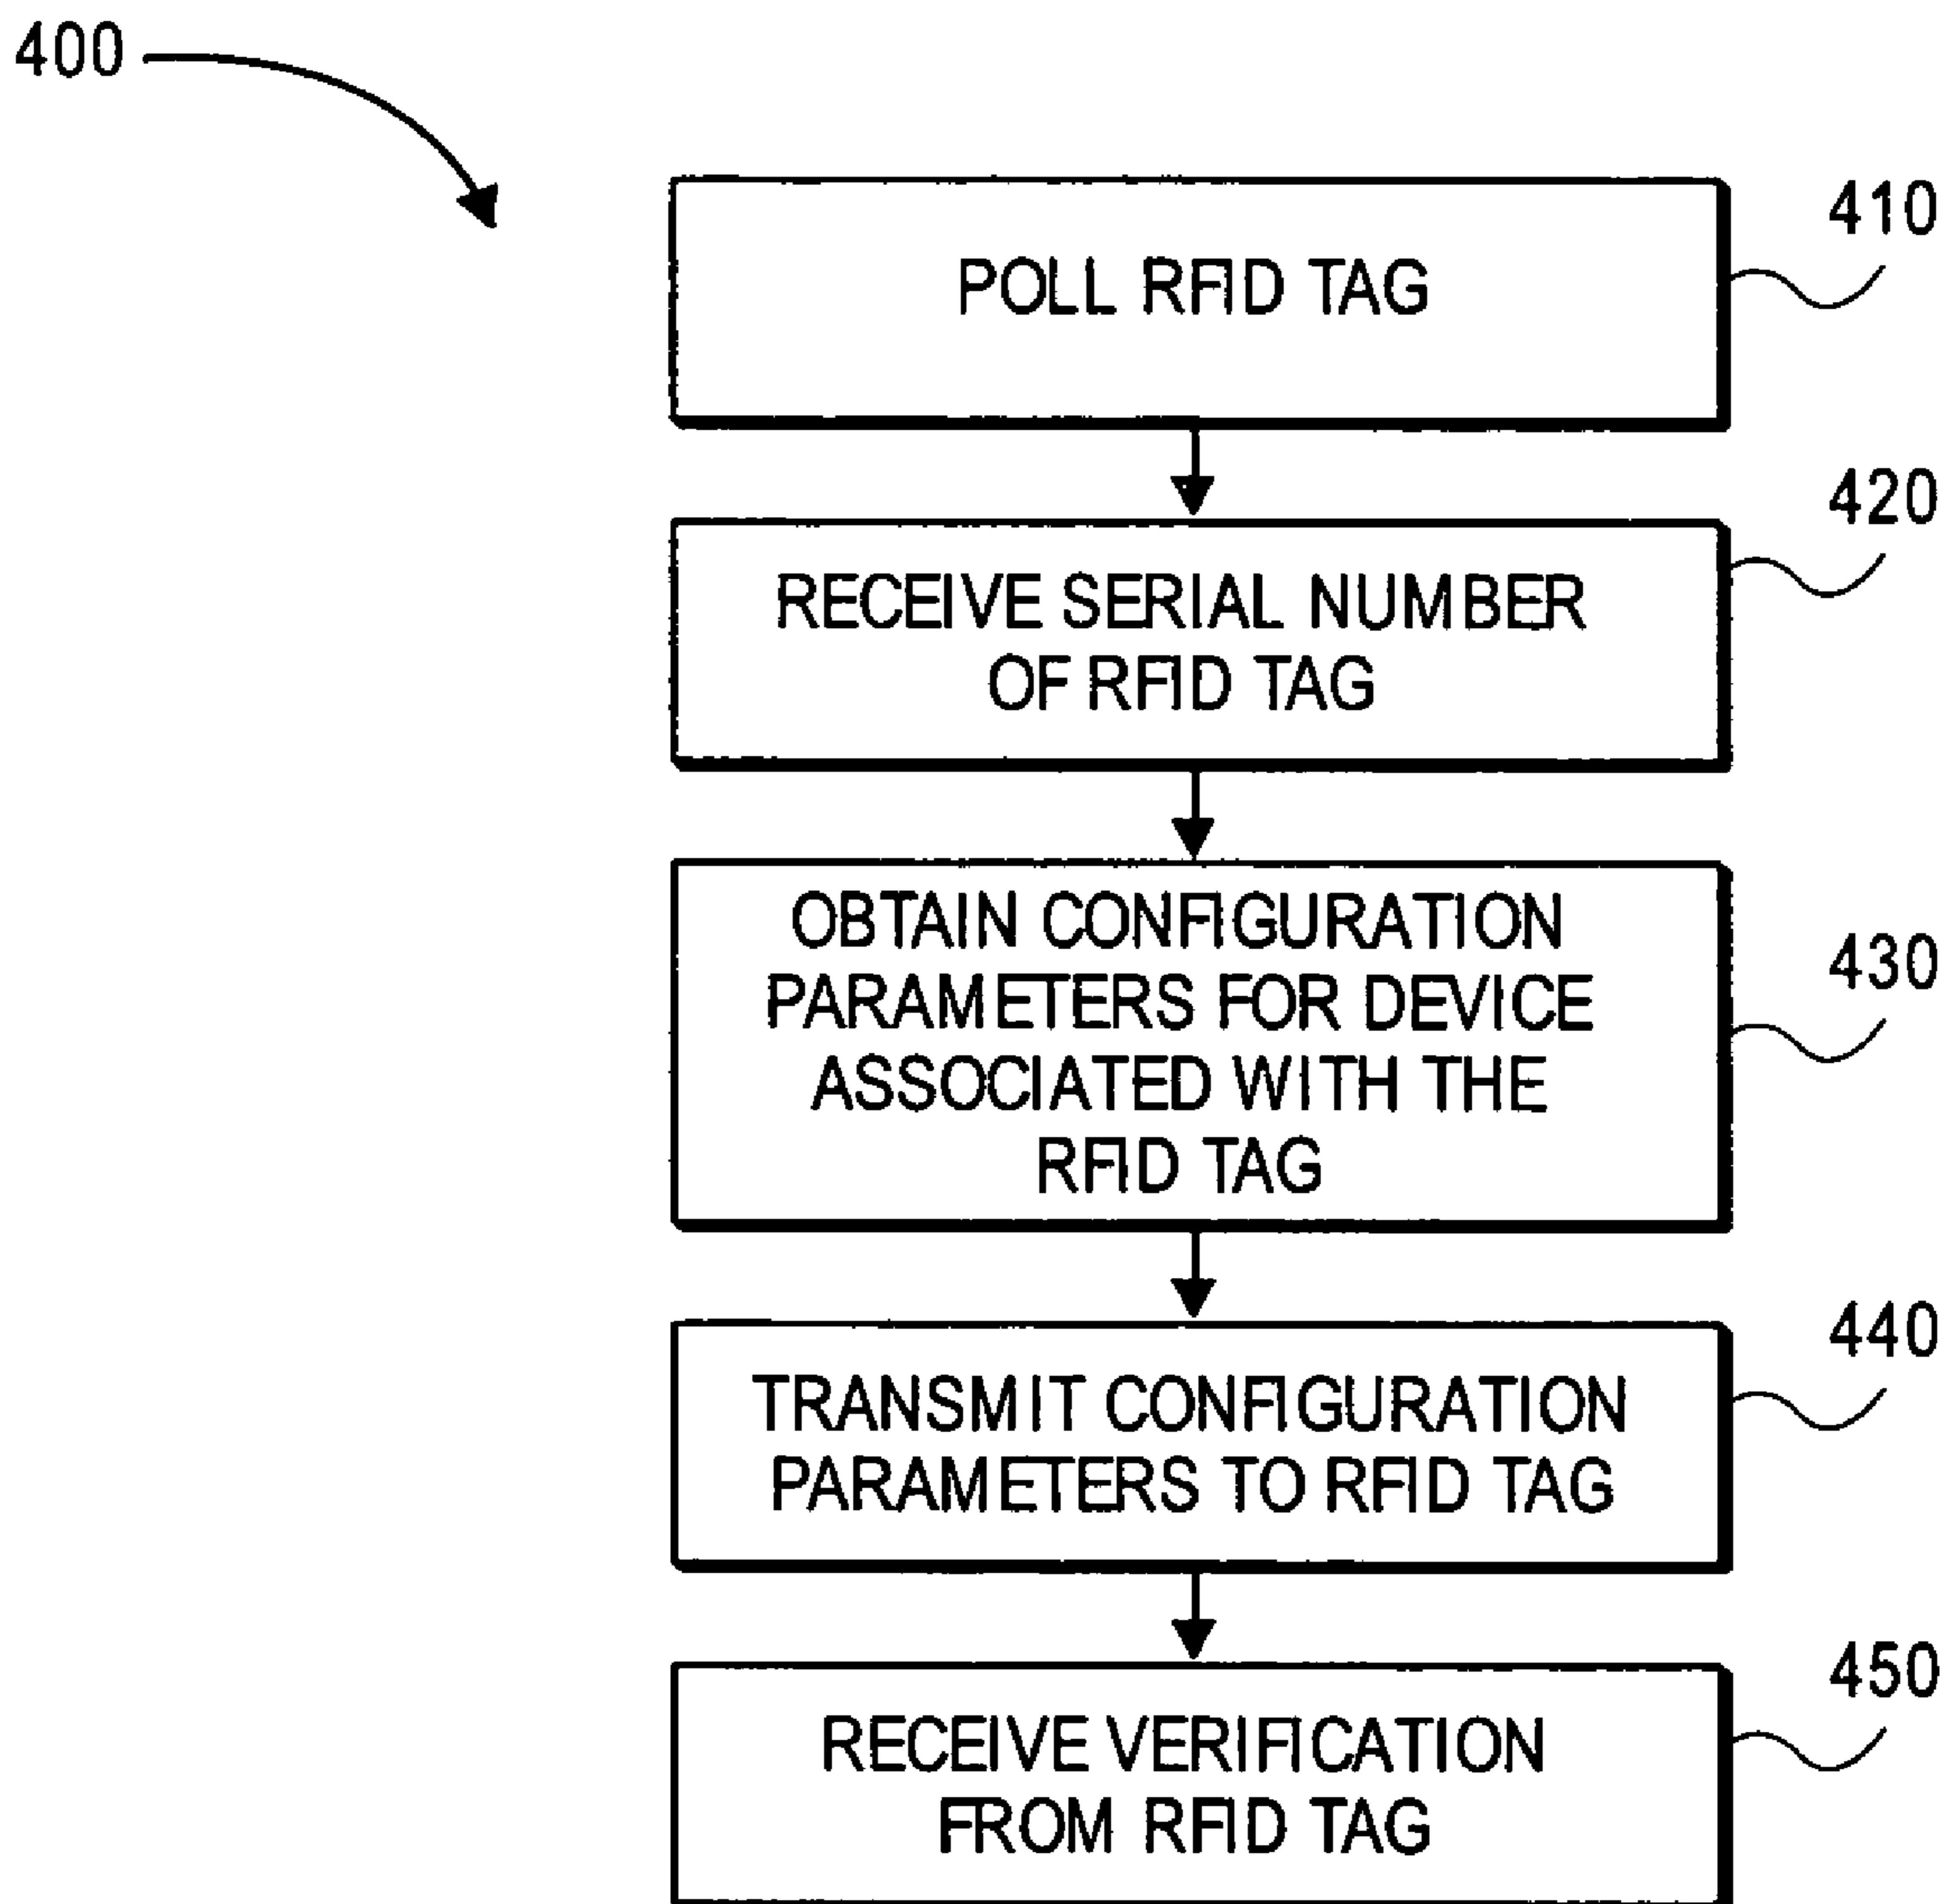 400
410
POLL RFID TAG
420
RECEIVE SERIAL NUMBER
OF RFID TAG
OBTAIN CONFIGURATION
PARAMETERS FOR DEVICE
ASSOCIATED WITH THE
RFID TAG
430
440
TRANSMIT CONFIGURATION
PARAMETERS TO RFID TAG
450
RECEIVE VERIFICATION
FROM RFID TAG